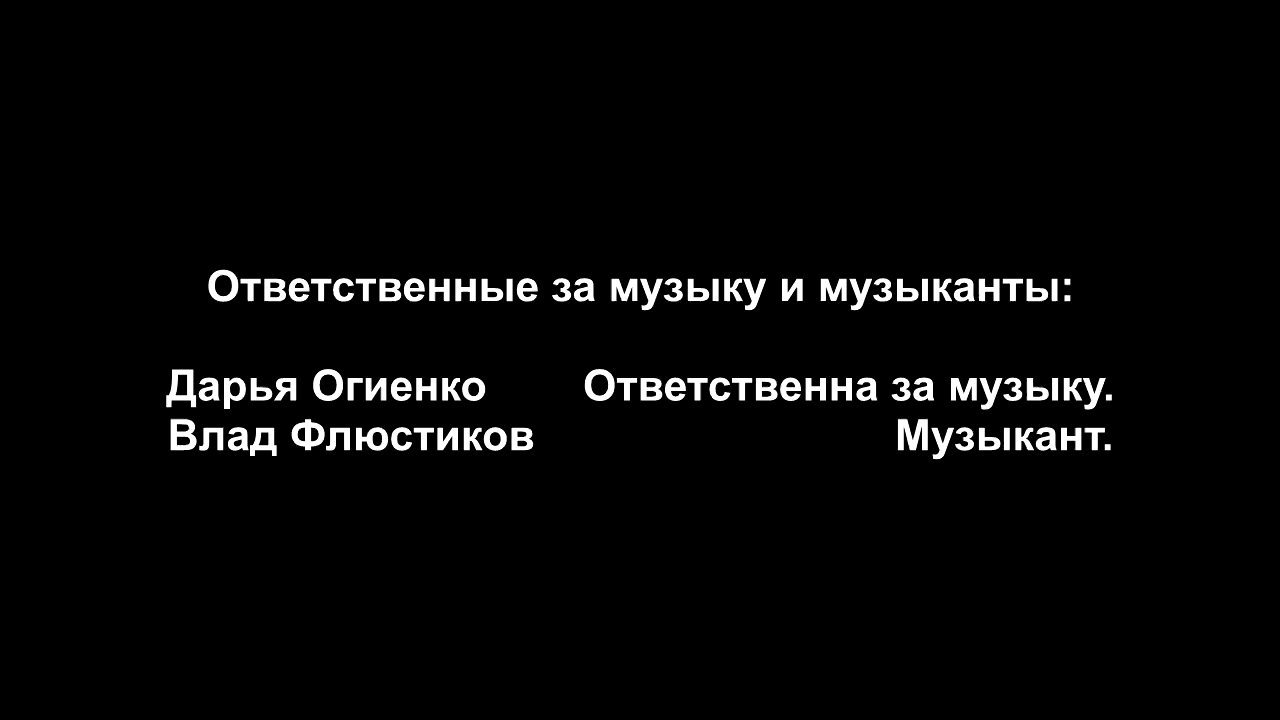 Ответственные за музыку и музыканты:
Дарья Огиенко Ответственна за музыку.
Влад Флюстиков Музыкант.